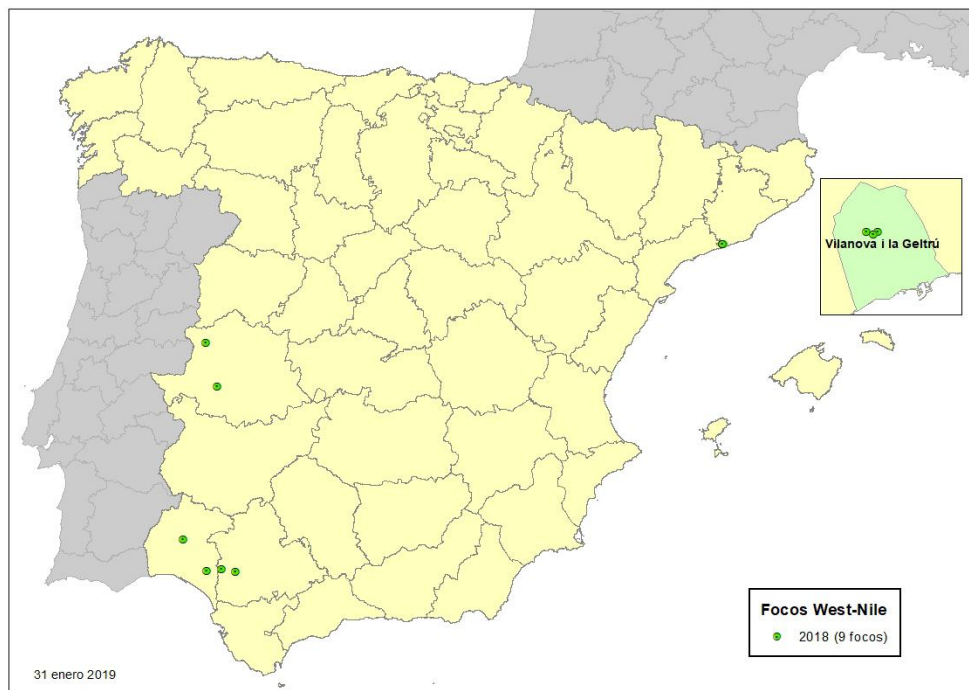 Vilanova i la Geltrú
Focos West-Nile
2018 (9 focos)
31 enero 2019